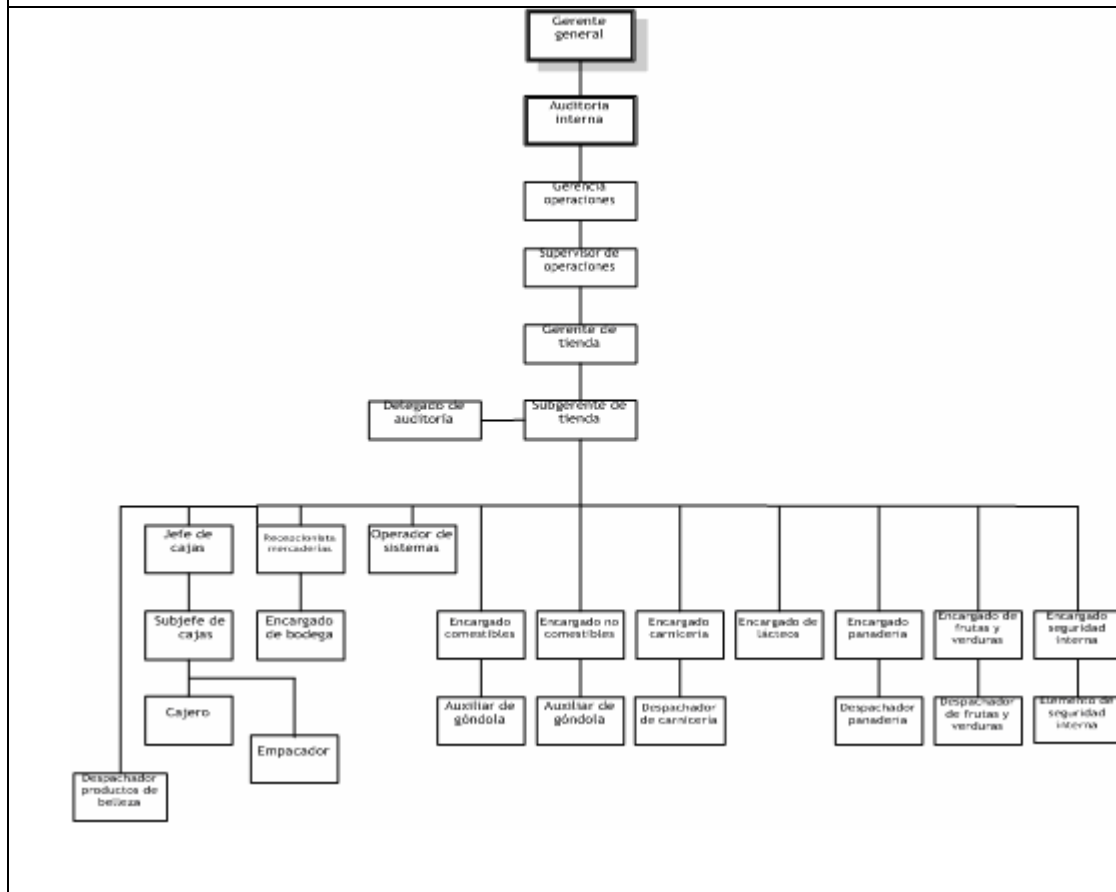 Gerente
general
Auditoría
interna
Gerencia
operaciones
Supervisor de
operaciones
Gerente de
tienda
Delegado de
auditoría
Subgerente de
tienda
Jefe de
cajas
Recepcionista
mercaderías
Operador de
sistemas
Subjefe de
cajas
Encargado
de bodega
Encargado
comestibles
Encargado no
comestibles
Encargado
carnicería
Encargado de
lácteos
Encargado
panadería
Encargado de
frutas y
verduras
Encargado
seguridad
interna
Cajero
Empacador
Auxiliar de
góndola
Auxiliar de
góndola
Despachador
de carnicería
Despachador
panadería
Despachador
de frutas y
verduras
Elemento de
seguridad
interna
Despachador
productos de
belleza